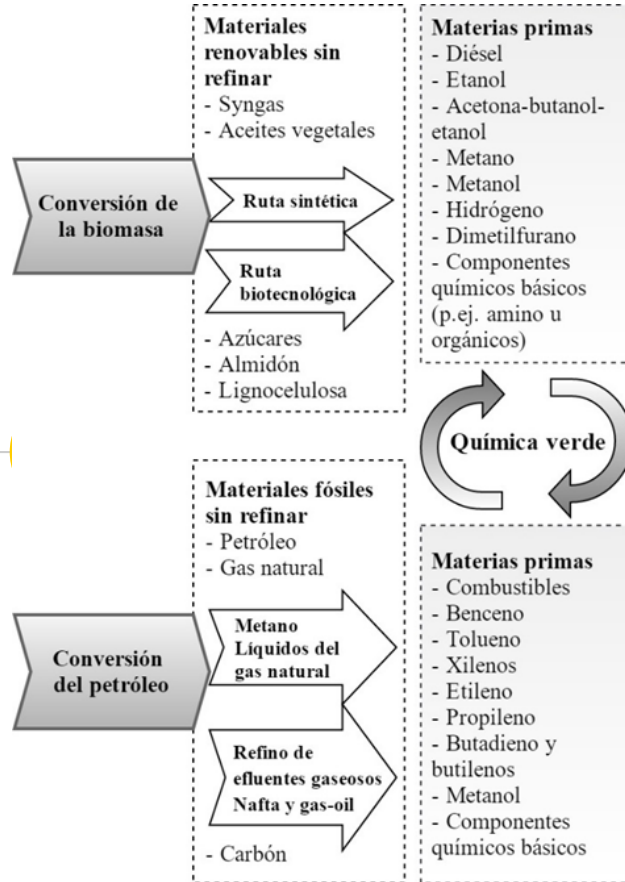 Conversión de
la biomasa
Materiales
renovables sin
refinar
- Syngas
- Aceites vegetales
Ruta sintética
Ruta
biotecnológica
- Azúcares
- Almidón
- Lignocelulosa
Materias primas
- Diésel
- Etanol
- Acetona-butanol-
etanol
- Metano
- Metanol
- Hidrógeno
- Dimetilfurano
- Componentes
químicos básicos
(p.ej. amino u
orgánicos)
Química verde
Conversión
del petróleo
Materiales fósiles
sin refinar
- Petróleo
- Gas natural
Metano
Líquidos del
gas natural
Refino de
efluentes gaseosos
Nafta y gas-oil
- Carbón
Materias primas
- Combustibles
- Benceno
- Tolueno
- Xilenos
- Etileno
- Propileno
- Butadieno y
butilenos
- Metanol
- Componentes
químicos básicos